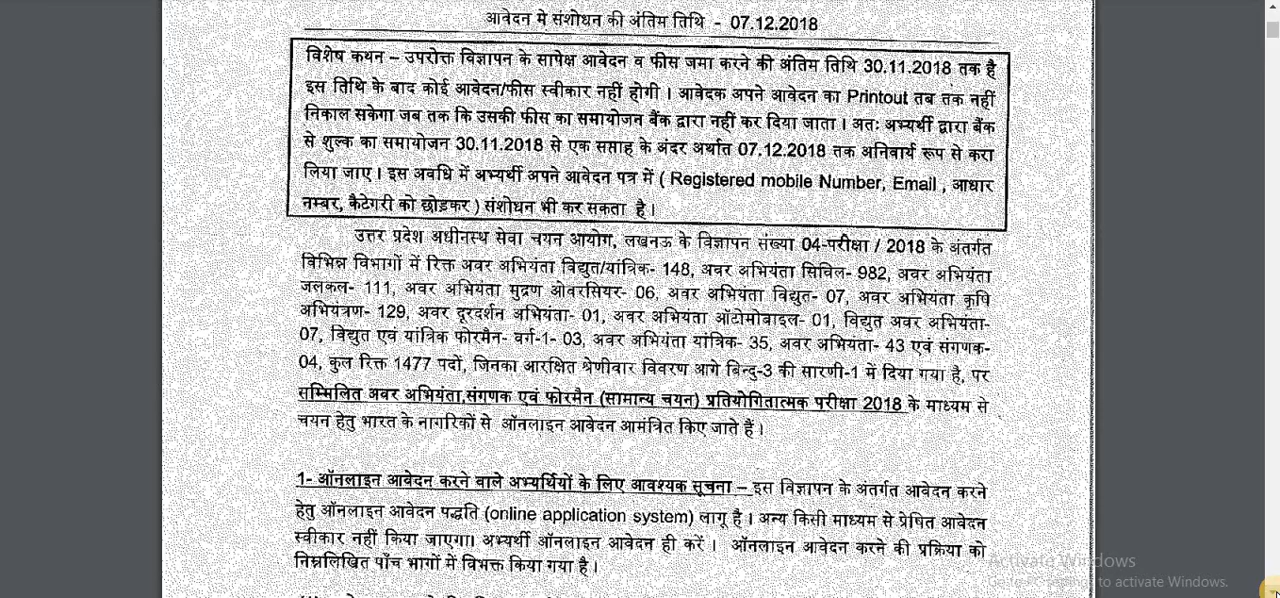 आवेदन मे संशोधन की अंतिम तिथि - 07.12.2018
विशेष कथन – उपरोक्त विज्ञापन के सापेक्ष आवेदन व फीस जमा करने की अंतिम तिथि 30.11.2018 तक है
इस तिथि के बाद कोई आवेदन/फीस स्वीकार नहीं होगी । आवेदक अपने आवेदन का Printout तब तक नहीं
निकाल सकेगा जब तक कि उसकी फीस का समायोजन बैंक द्वारा नहीं कर दिया जाता । अतः अभ्यर्थी द्वारा बैंक
से शुल्क का समायोजन 30.11.2018 से एक सप्ताह के अंदर अर्थात 07.12.2018 तक अनिवार्य रूप से करा
लिया जाए । इस अवधि में अभ्यर्थी अपने आवेदन पत्र में ( Registered mobile Number, Email , आधार
नम्बर, कैटेगरी को छोडकर ) संशोधन भी कर सकता है ।
उत्तर प्रदेश अधीनस्थ सेवा चयन आयोग, लखनऊ के विज्ञापन संख्या 04-परीक्षा / 2018 के अंतर्गत
विभिन्न विभागों में रिक्त अवर अभियंता विद्युत/यांत्रिक- 148, अवर अभियंता सिविल- 982, अवर अभियंता
जलकल- 111, अवर अभियंता मुद्रण ओवरसियर- 06, अवर अभियंता विद्युत- 07, अवर अभियंता कृषि
अभियंत्रण- 129, अवर दूरदर्शन अभियंता- 01, अवर अभियंता ऑटोमोबाइल- 01, विद्युत अवर अभियंता-
07, विद्युत एवं यांत्रिक फोरमैन- वर्ग-1- 03, अवर अभियंता यांत्रिक- 35, अवर अभियंता- 43 एवं संगणक-
04, कुल रिक्त 1477 पदों, जिनका आरक्षित श्रेणीवार विवरण आगे बिन्दु-3 की सारणी-1 में दिया गया है, पर
सम्मिलित अवर अभियंता,संगणक एवं फोरमैन (सामान्य चयन) प्रतियोगितात्मक परीक्षा 2018 के माध्यम से
चयन हेतु भारत के नागरिकों से ऑनलाइन आवेदन आमंत्रित किए जाते हैं ।
1- ऑनलाइन आवेदन करने वाले अभ्यर्थियों के लिए आवश्यक सूचना – इस विज्ञापन के अंतर्गत आवेदन करने
हेतु ऑनलाइन आवेदन पद्धति (online application system) लागू है । अन्य किसी माध्यम से प्रेषित आवेदन
स्वीकार नहीं किया जाएगा। अभ्यर्थी ऑनलाइन आवेदन ही करें । ऑनलाइन आवेदन करने की प्रक्रिया को
निम्नलिखित पाँच भागों में विभक्त किया गया है ।
Activate Windows
to activate Windows.